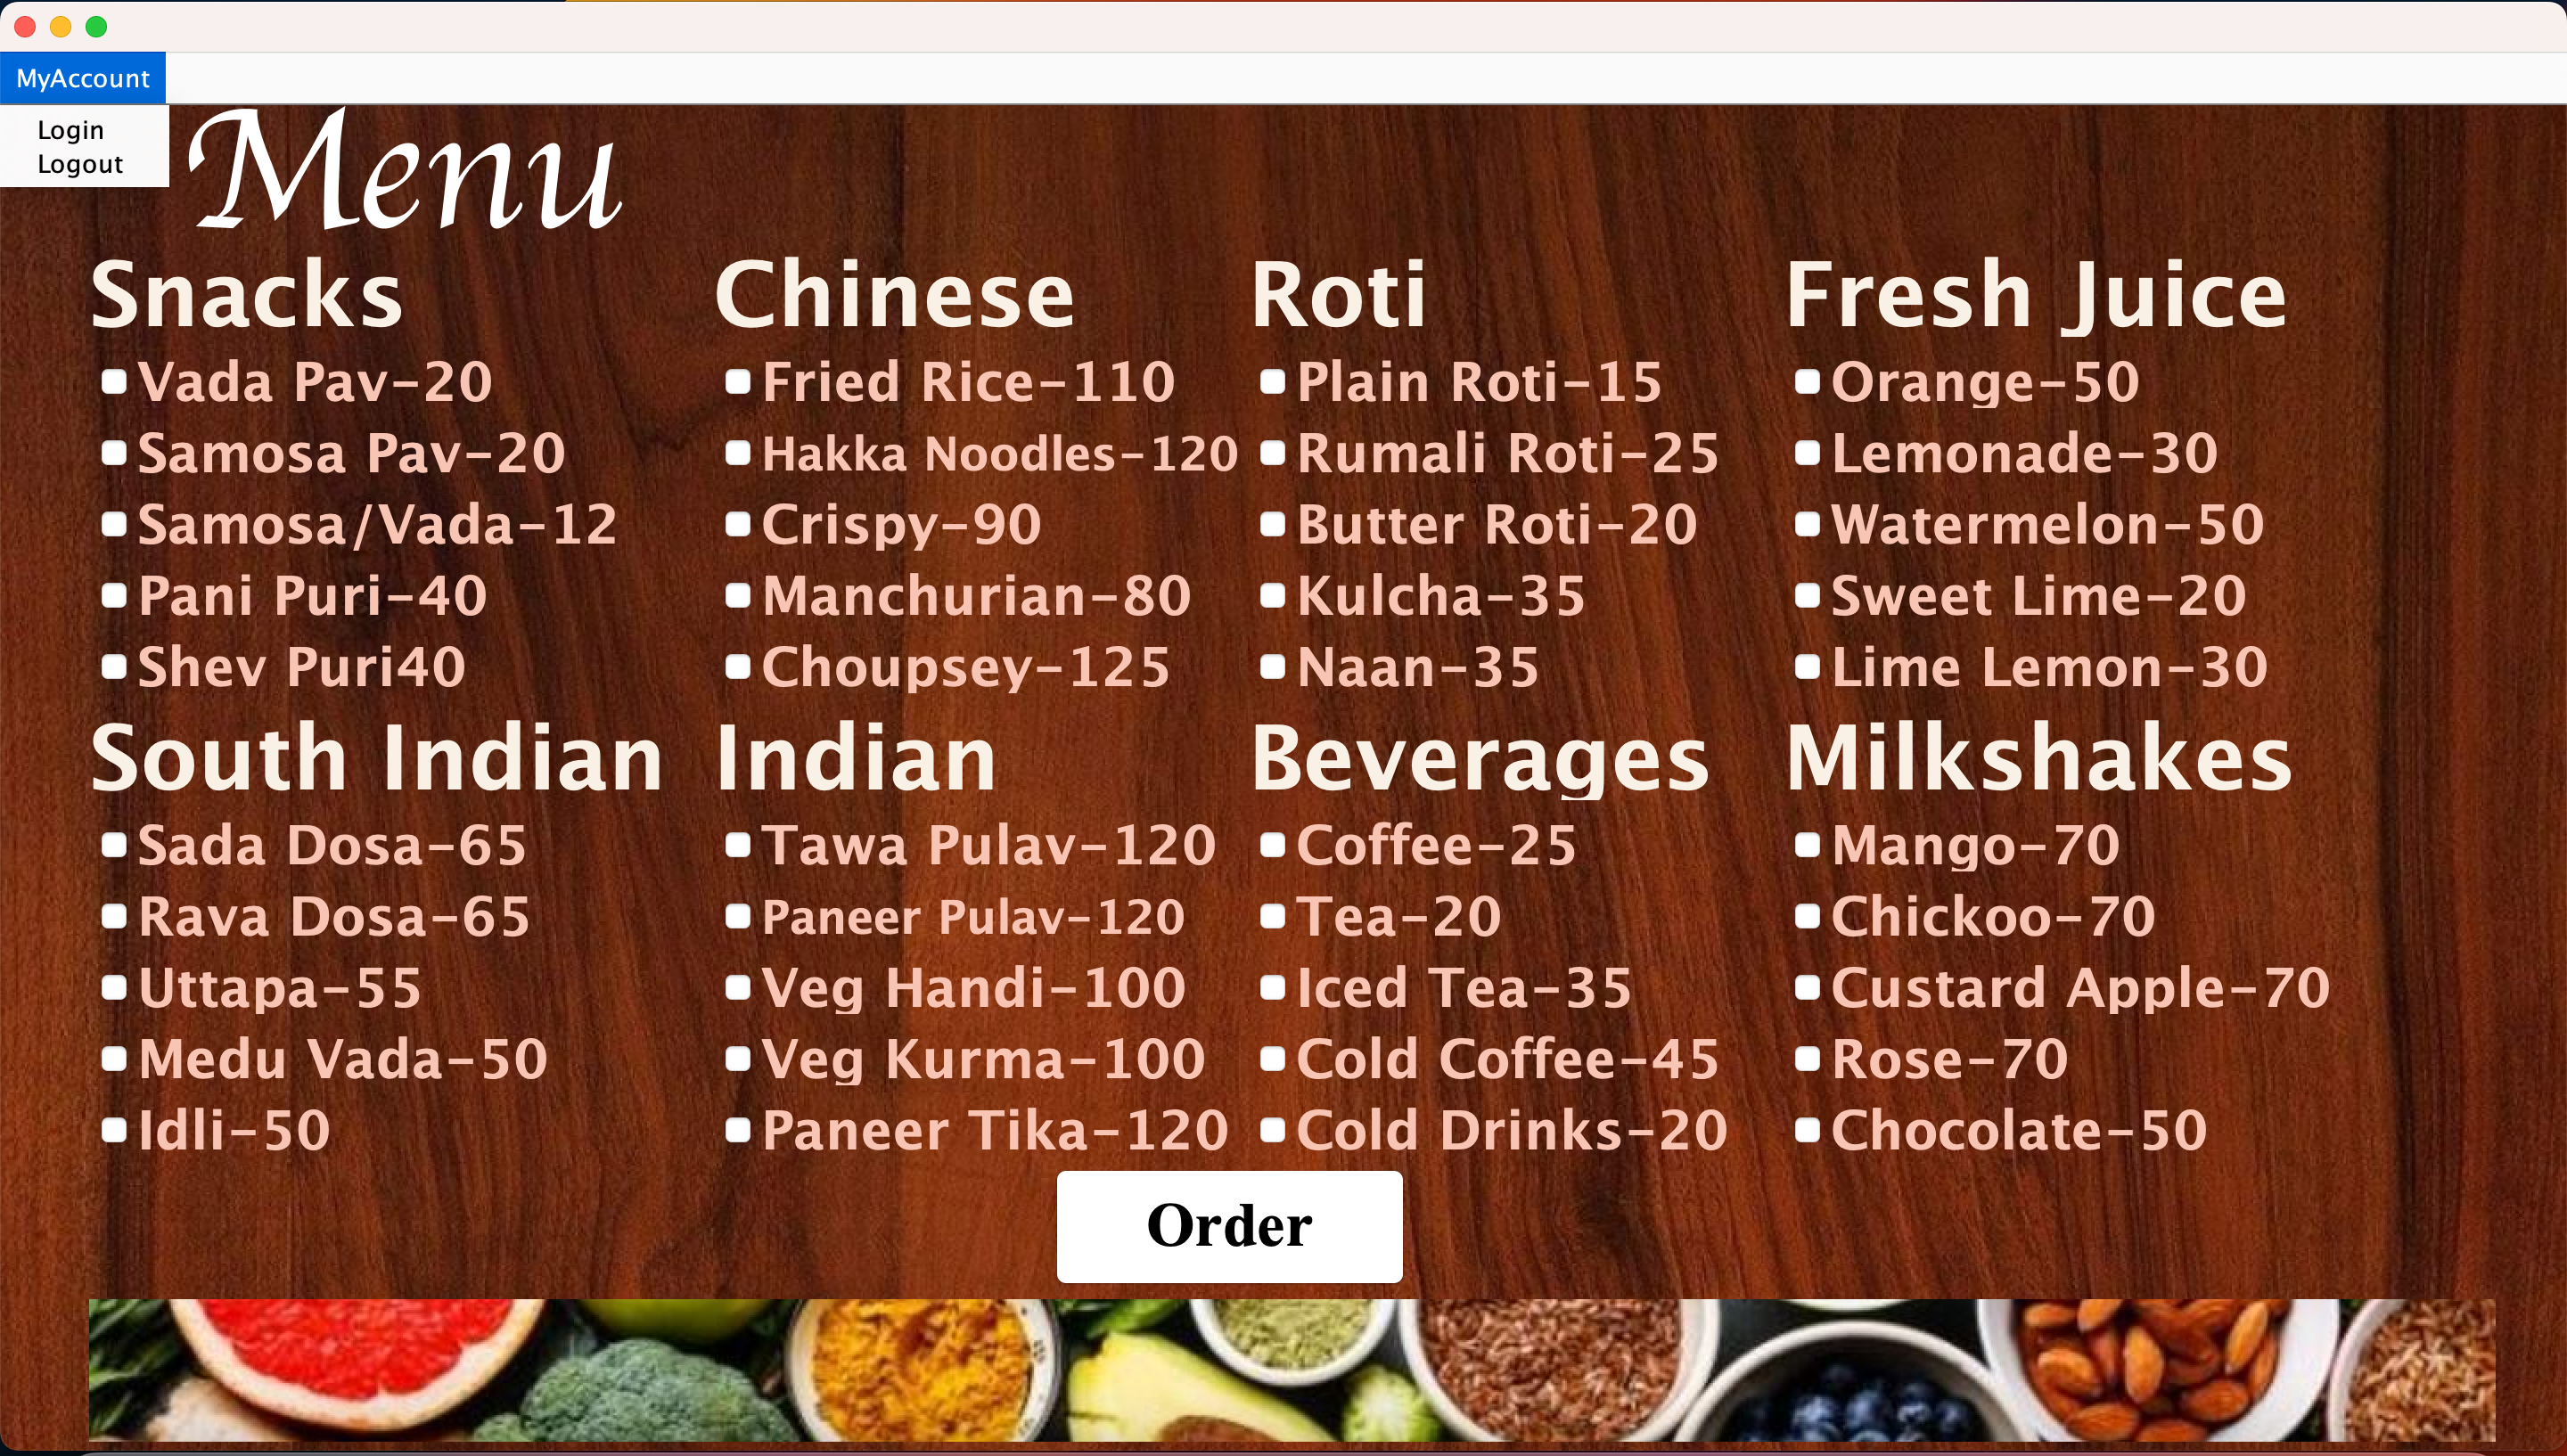 MyAccount
Login
Logout
Menu
Snacks
Vada Pav-20
Samosa Pav-20
Samosa/Vada-12
Pani Puri-40
Shev Puri40
Chinese
Fried Rice-110
Hakka Noodles-120
Crispy-90
Manchurian-80
Choupsey-125
Roti
Plain Roti-15
Rumali Roti-25
Butter Roti-20
Kulcha-35
Naan-35
Fresh Juice
Orange-50
Lemonade-30
Watermelon-50
Sweet Lime-20
Lime Lemon-30
South Indian
Sada Dosa-65
Rava Dosa-65
Uttapa-55
Medu Vada-50
Idli-50
Indian
Tawa Pulav-120
Paneer Pulav-120
Veg Handi-100
Veg Kurma-100
Paneer Tika-120
Beverages
Coffee-25
Tea-20
Iced Tea-35
Cold Coffee-45
Cold Drinks-20
Milkshakes
Mango-70
Chickoo-70
Custard Apple-70
Rose-70
Chocolate-50
Order